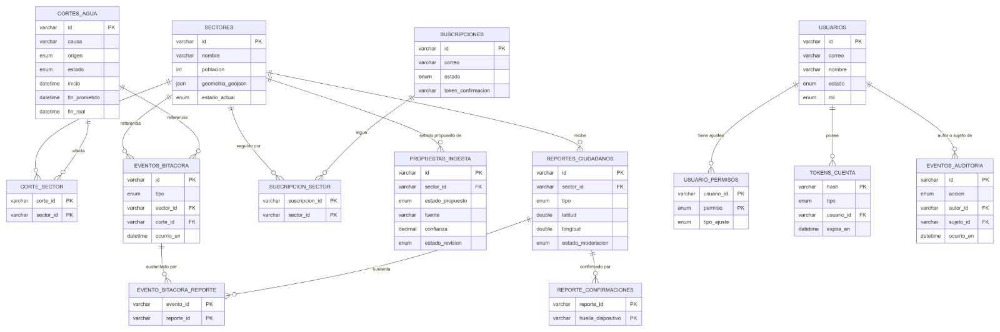 CORTES_AGUA
varchar id PK
varchar causa
enum origen
enum estado
datetime inicio
datetime fin_prometido
datetime fin_real
SECTORES
varchar id PK
varchar nombre
int poblacion
json geometria_geojson
enum estado_actual
SUSCRIPCIONES
varchar id PK
varchar correo
enum estado
varchar token_confirmacion
USUARIOS
varchar id PK
varchar correo
varchar nombre
enum estado
enum rol
referencia
referencia
afecta
seguido por
sigue
estado propuesto de
recibe
tiene ajustes
posee
autor o sujeto de
CORTE_SECTOR
varchar corte_id PK
varchar sector_id PK
EVENTOS_BITACORA
varchar id PK
enum tipo
varchar sector_id FK
varchar corte_id FK
datetime ocurrio_en
SUSCRIPCION_SECTOR
varchar suscripcion_id PK
varchar sector_id PK
PROPUESTAS_INGESTA
varchar id PK
varchar sector_id FK
enum estado_propuesto
varchar fuente
decimal confianza
enum estado_revision
REPORTES_CIUDADANOS
varchar id PK
varchar sector_id FK
enum tipo
double latitud
double longitud
enum estado_moderacion
USUARIO_PERMISOS
varchar usuario_id PK
enum permiso PK
enum tipo_ajuste
TOKENS_CUENTA
varchar hash PK
enum tipo
varchar usuario_id FK
datetime expira_en
EVENTOS_AUDITORIA
varchar id PK
enum accion
varchar autor_id FK
varchar sujeto_id FK
datetime ocurrio_en
sustentado por
sustenta
confirmado por
EVENTO_BITACORA_REPORTE
varchar evento_id PK
varchar reporte_id PK
REPORTE_CONFIRMACIONES
varchar reporte_id PK
varchar huella_dispositivo PK